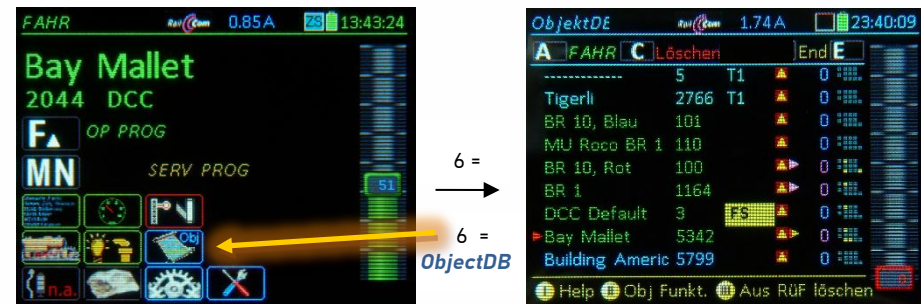 FAHR RailCom 0.85A ZS 13:43:24
Bay Mallet
2044 DCC
F▲ OP PROG
MN SERV PROG
51
Obj
n.a.
6 =
6 =
ObjectDB
ObjektDE RailCom 1.74A 23:40:09
A FAHR C Löschen End E
------------ 5 T1 0
Tigerli 2766 T1 0
BR 10, Blau 101 0
MU Roco BR 1 110 0
BR 10, Rot 100 0
BR 1 1164 0
DCC Default 3 FS 0
Bay Mallet 5342 0
Building Americ 5799 0
Help Obj Funkt. Aus RüF löschen